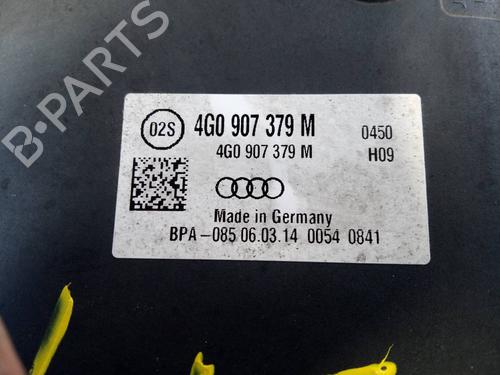 B-PARTS
02S 4G0 907 379 M 0450
4G0 907 379 M H09
Made in Germany
BPA-085 06.03.14 0054 0841